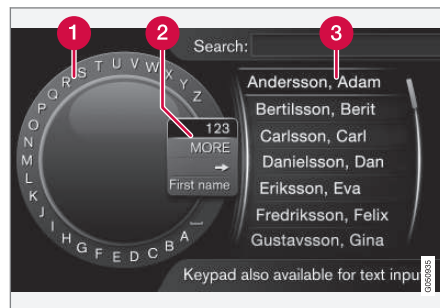 1
2
3
Search:
A B C D E F G H I J K L M N O P Q R S T U V W X Y Z
123
MORE
→
First name
Andersson, Adam
Bertilsson, Berit
Carlsson, Carl
Danielsson, Dan
Eriksson, Eva
Fredriksson, Felix
Gustavsson, Gina
Keypad also available for text input
G050935